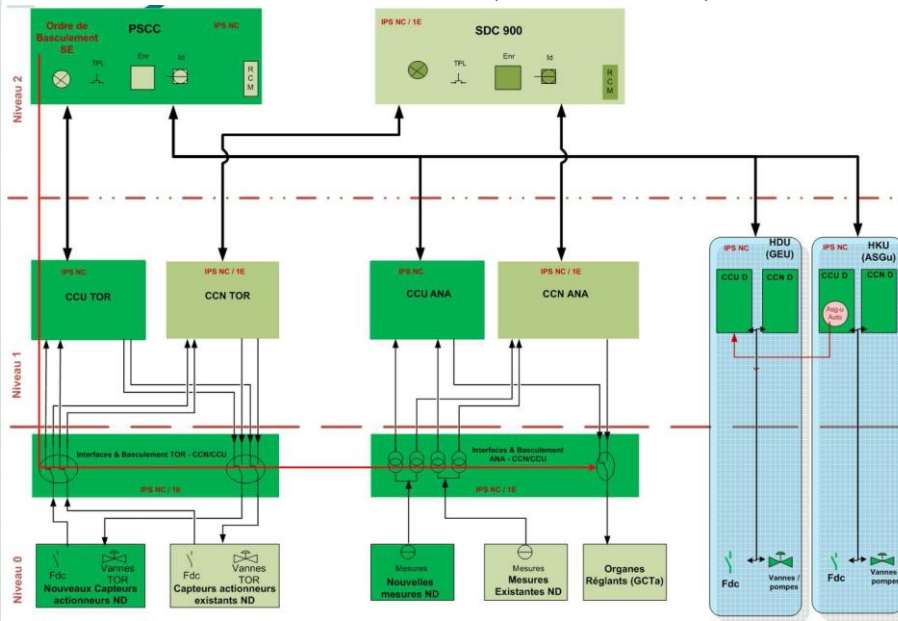 Ordre de
Basculement
SE
PSCC
IPS NC
TPL
Enr
Id
R
C
M
IPS NC / 1E
SDC 900
TPL
Enr
Id
R
C
M
Niveau 2
IPS NC
CCU TOR
IPS NC / 1E
CCN TOR
IPS NC
CCU ANA
IPS NC / 1E
CCN ANA
IPS NC
HDU
(GEU)
CCU D
CCN D
IPS NC
HKU
(ASGu)
CCU D
CCN D
Asg-u
Auto
Niveau 1
Interfaces & Basculement TOR - CCN/CCU
IPS NC / 1E
Interfaces & Basculement
ANA - CCN/CCU
IPS NC / 1E
Niveau 0
Fdc
Vannes
TOR
Nouveaux Capteurs
actionneurs ND
Fdc
Vannes
TOR
Capteurs actionneurs
existants ND
Mesures
Nouvelles
mesures ND
Mesures
Mesures
Existantes ND
Organes
Réglants (GCTa)
Fdc
Vannes /
pompes
Fdc
Vannes /
pompes